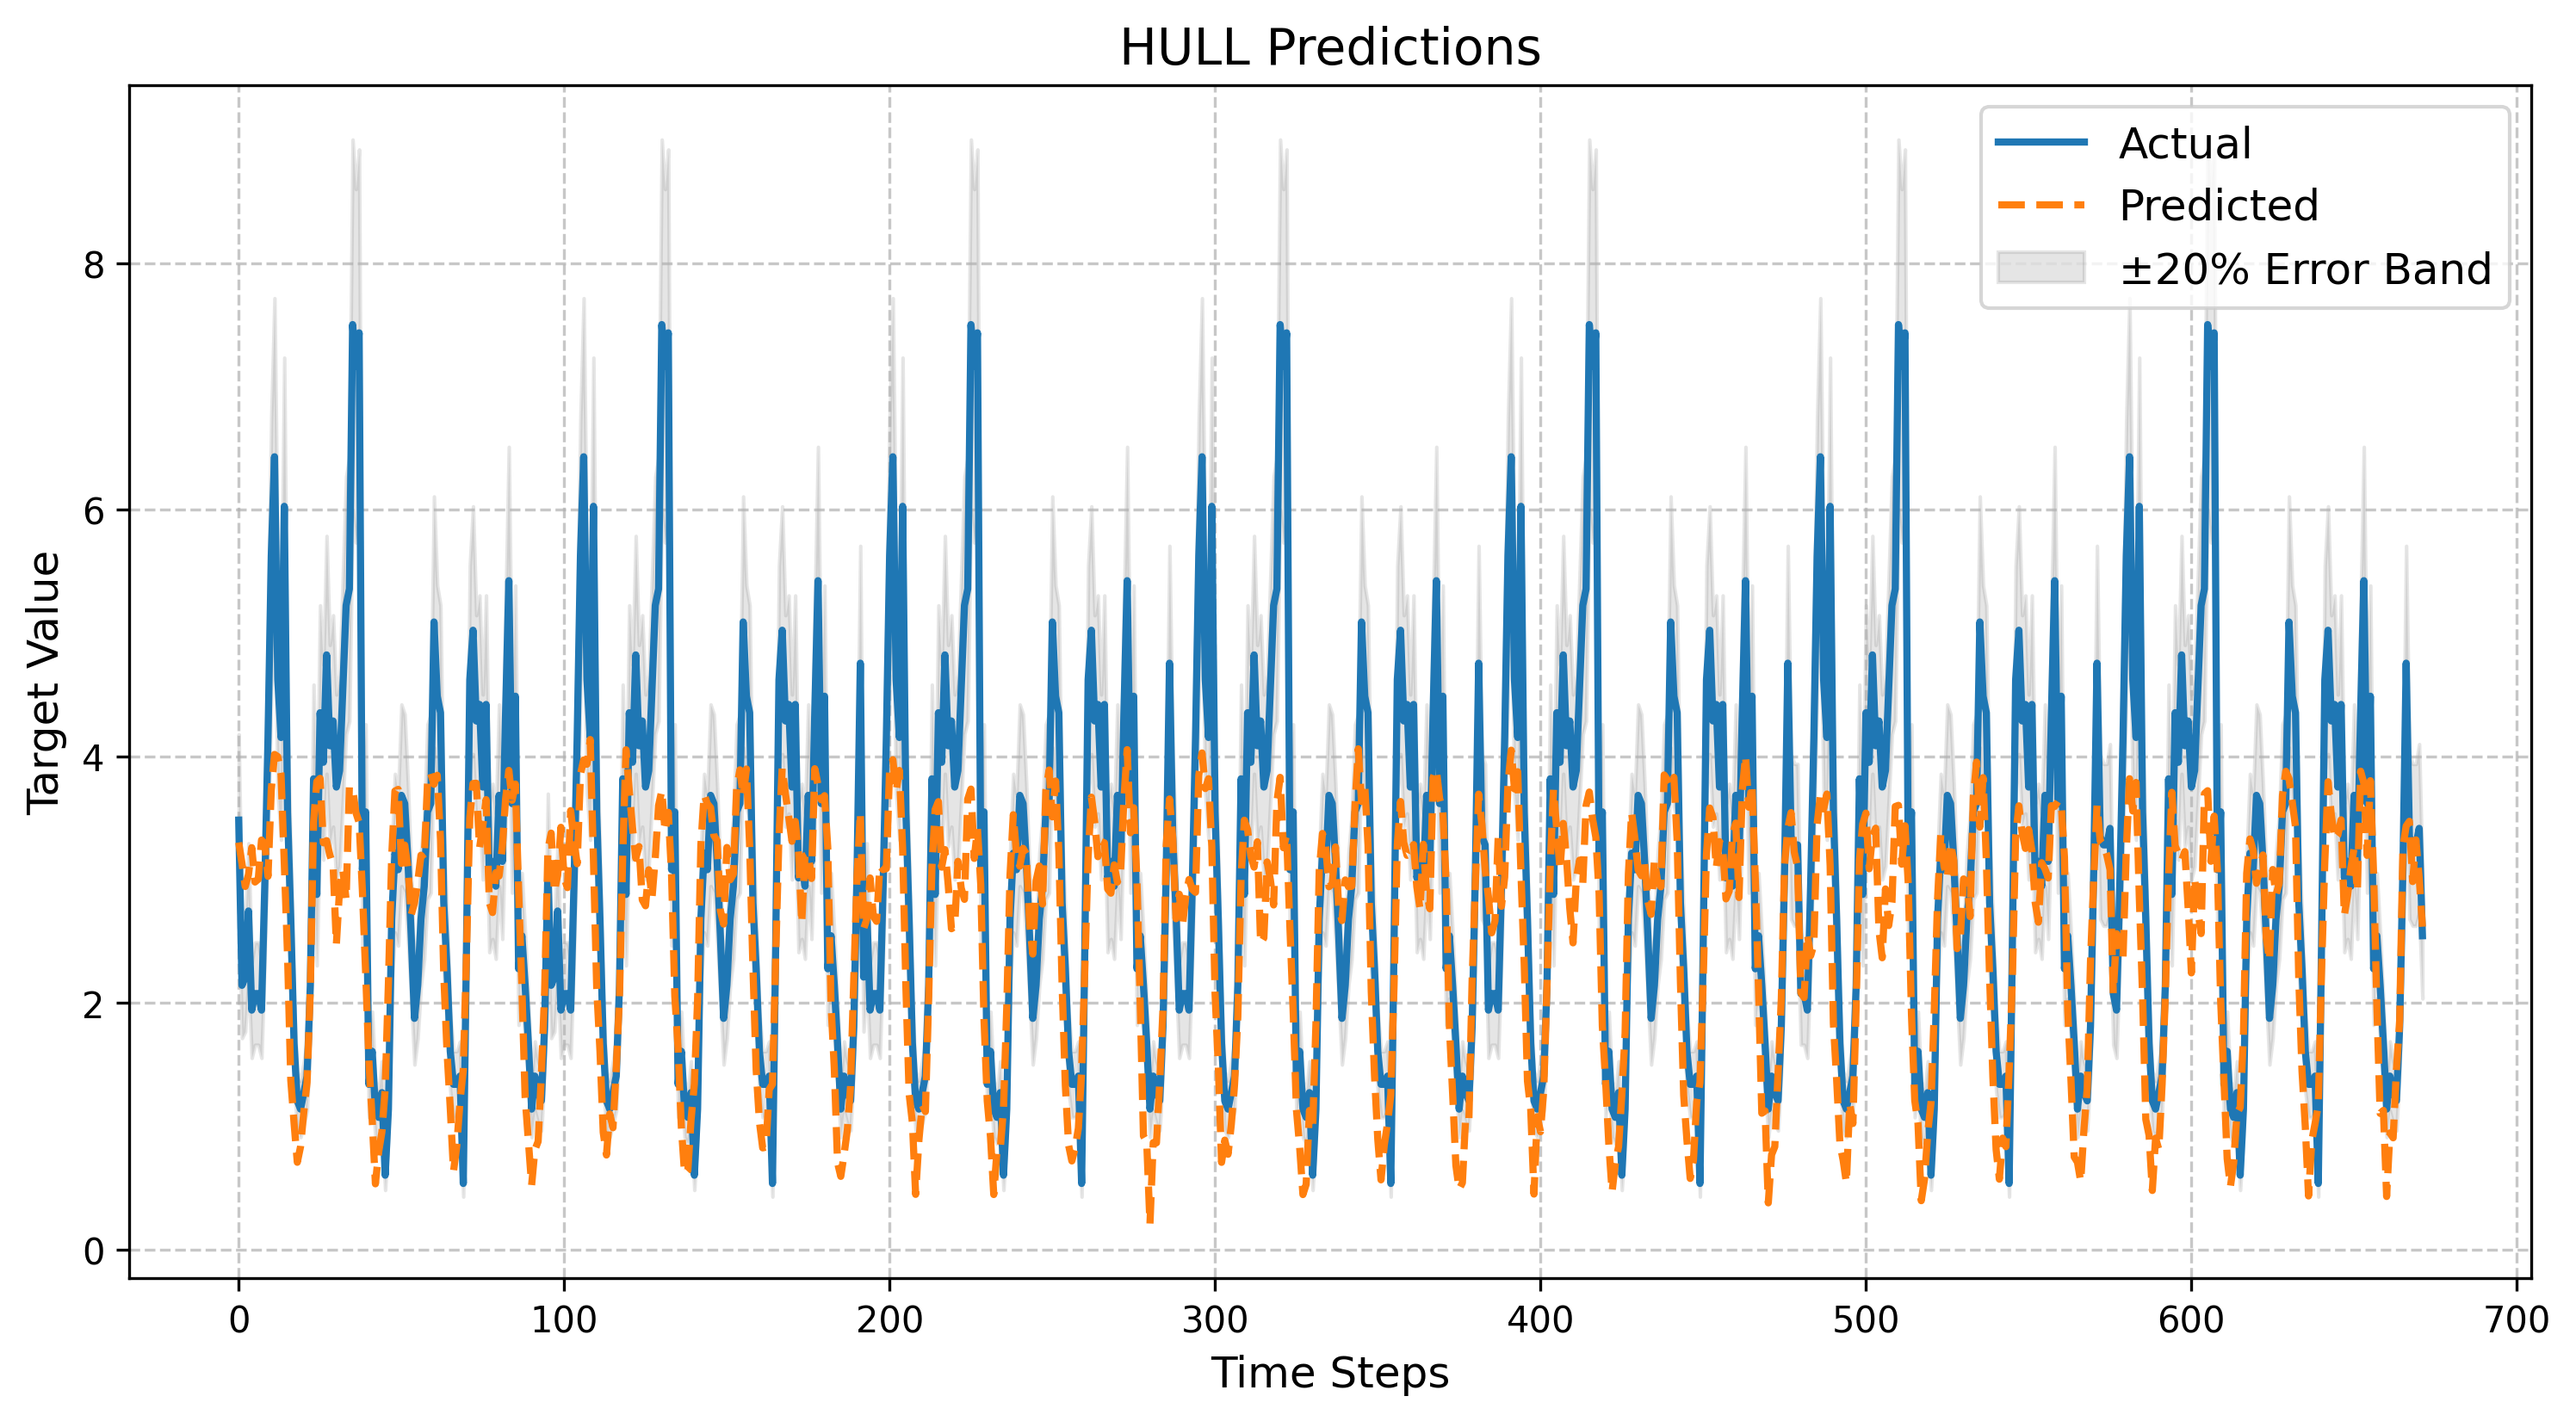 HULL Predictions
Actual
Predicted
±20% Error Band
Target Value
8
6
4
2
0
0 100 200 300 400 500 600 700
Time Steps